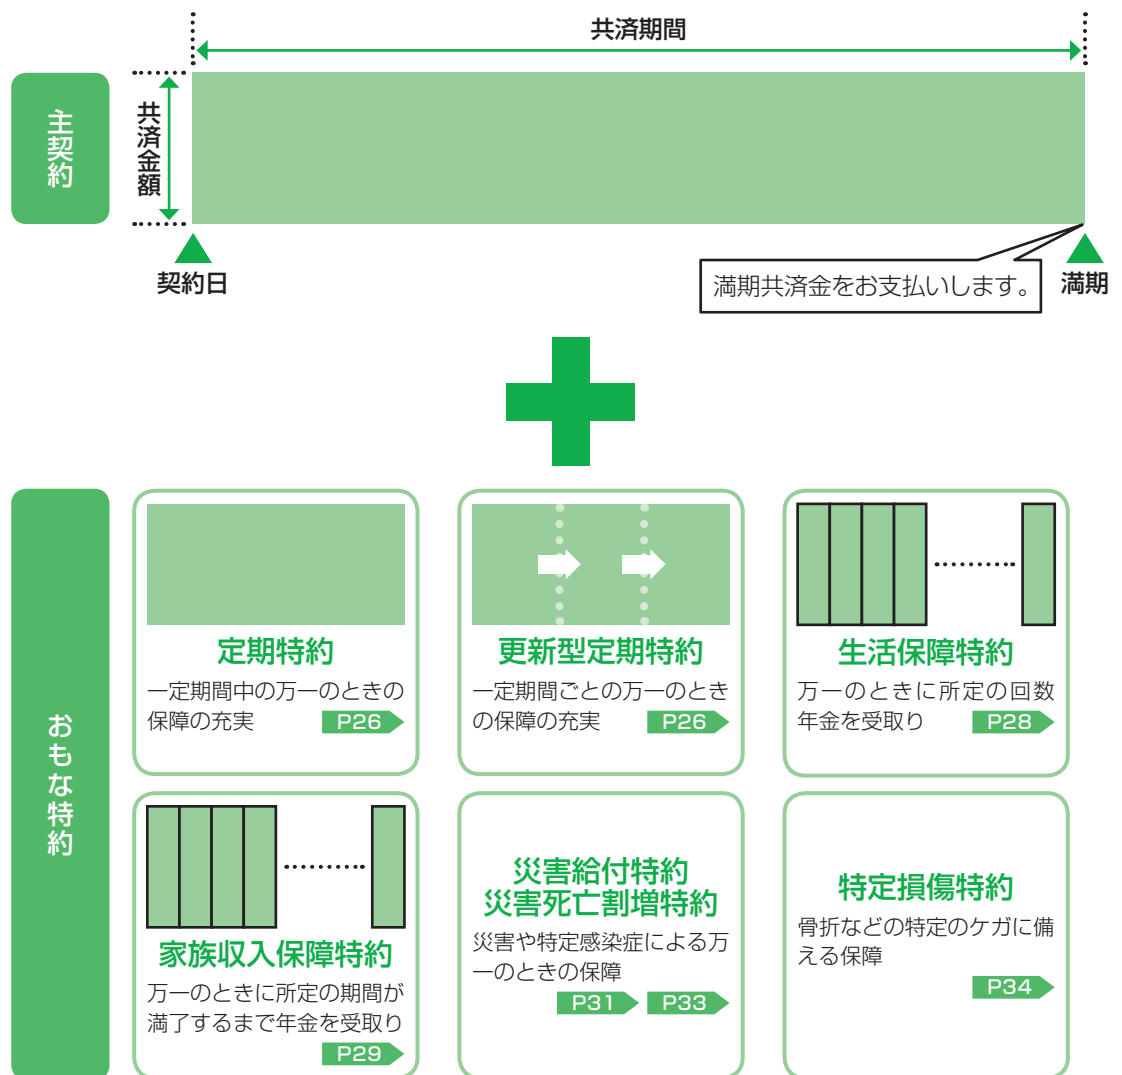 共済期間
主契約
共済金額
契約日
満期共済金をお支払いします。
満期
おもな特約
定期特約
一定期間中の万一のときの
保障の充実 P26
更新型定期特約
一定期間ごとの万一のとき
の保障の充実 P26
生活保障特約
万一のときに所定の回数
年金を受取り P28
家族収入保障特約
万一のときに所定の期間が
満了するまで年金を受取り
P29
災害給付特約
災害死亡割増特約
災害や特定感染症による万
一のときの保障
P31 P33
特定損傷特約
骨折などの特定のケガに備
える保障
P34